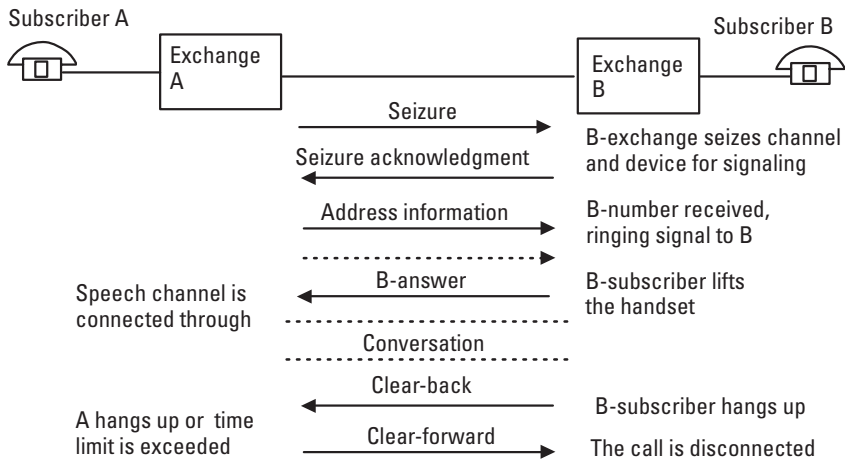 Subscriber A
Subscriber B
Exchange
A
Exchange
B
Seizure
B-exchange seizes channel
and device for signaling
Seizure acknowledgment
Address information
B-number received,
ringing signal to B
B-answer
B-subscriber lifts
the handset
Speech channel is
connected through
Conversation
Clear-back
B-subscriber hangs up
A hangs up or time
limit is exceeded
Clear-forward
The call is disconnected